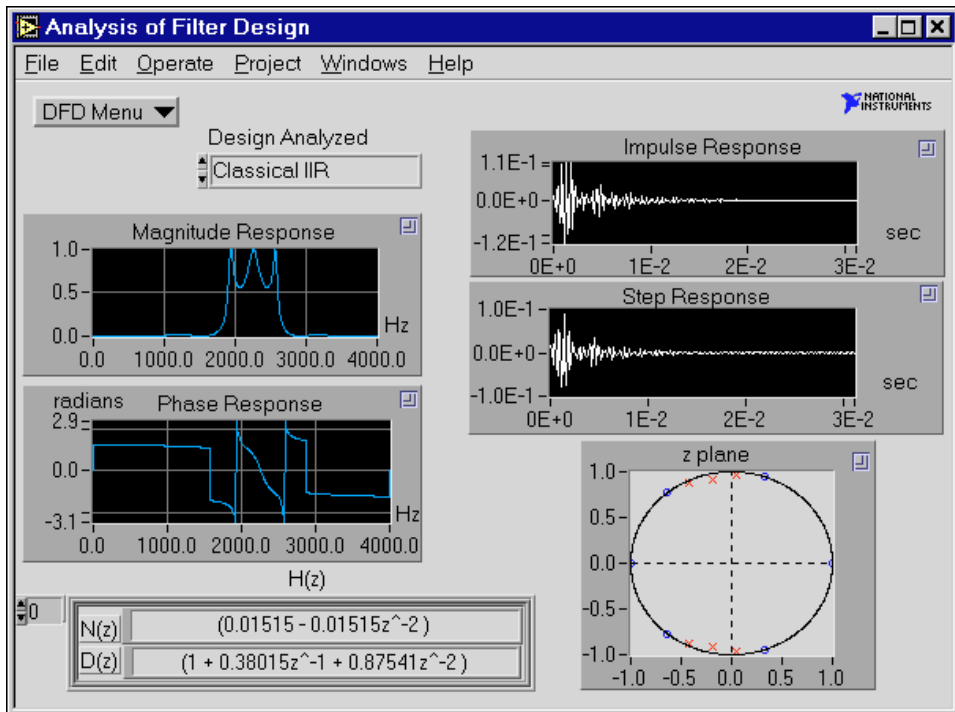 Analysis of Filter Design
File Edit Operate Project Windows Help
DFD Menu
NATIONAL
INSTRUMENTS
Design Analyzed
Classical IIR
Magnitude Response
1.0
0.5
0.0
Hz
0.0 1000.0 2000.0 3000.0 4000.0
radians Phase Response
2.9
0.0
-3.1
Hz
0.0 1000.0 2000.0 3000.0 4000.0
Impulse Response
1.1E-1
0.0E+0
-1.2E-1
sec
0E+0 1E-2 2E-2 3E-2
Step Response
1.0E-1
0.0E+0
-1.0E-1
sec
0E+0 1E-2 2E-2 3E-2
z plane
1.0
0.5
0.0
-0.5
-1.0
-1.0 -0.5 0.0 0.5 1.0
H(z)
0
N(z) (0.01515 - 0.01515z^-2 )
D(z) (1 + 0.38015z^-1 + 0.87541z^-2 )